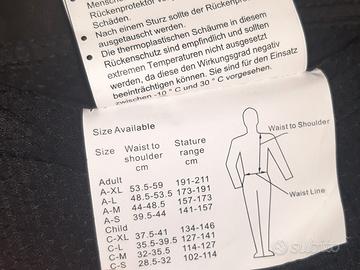 Rückenprotektor
Schäden.
● Nach einem Sturz sollte der Rückenpro
ausgetauscht werden.
● Die thermoplastischen Schäume in diesem
Rückenschutz sind empfindlich und sollten
extremen Temperaturen nicht ausgesetzt
werden, da diese den Wirkungsgrad negativ
beeinträchtigen können. Sie sind für den Einsatz
zwischen -10 °C und 30 °C vorgesehen.
Size Available
Size Waist to shoulder cm Stature range cm
Adult
A-XL 53.5-59 191-211
A-L 48.5-53.5 173-191
A-M 44-48.5 157-173
A-S 39.5-44 141-157
Child
C-XL 37.5-41 134-146
C-L 35.5-39.5 127-141
C-M 32-35.5 114-127
C-S 28.5-32 102-114
Waist to Shoulder
Waist Line
subito